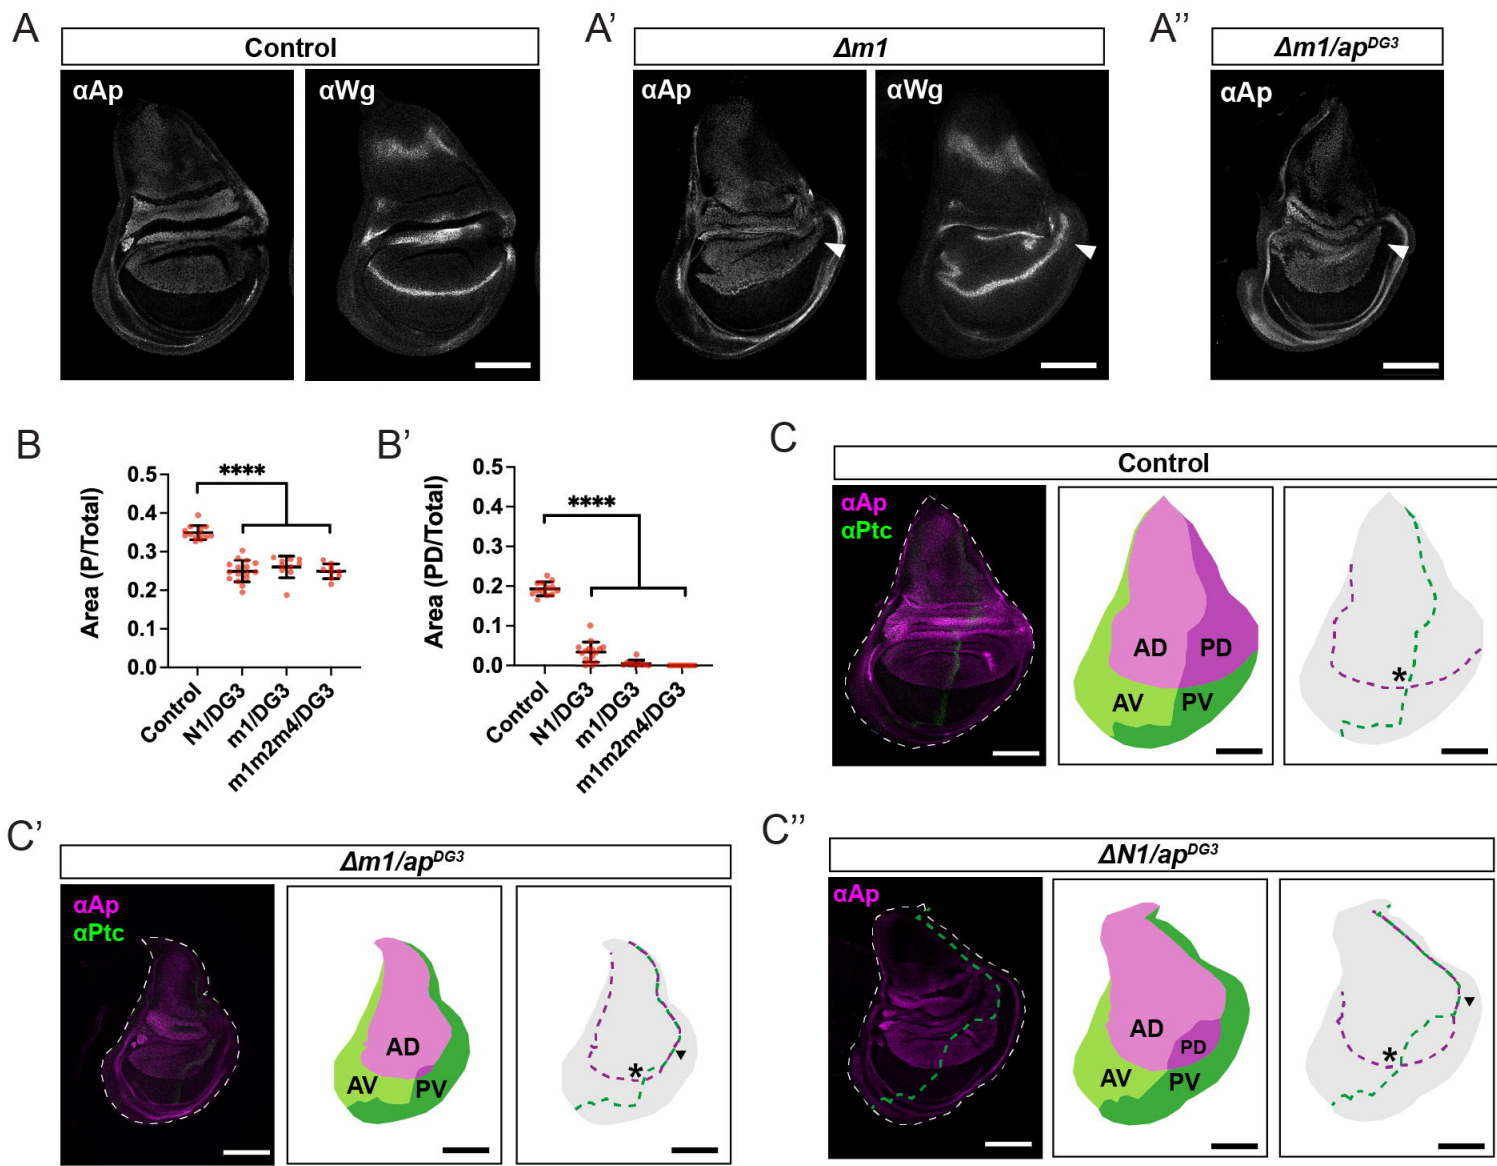 A
Control
αAp
αWg
A’
Δm1
αAp
αWg
A’’
Δm1/apDG3
αAp
B
****
0.5
0.4
0.3
0.2
0.1
0.0
Area (P/Total)
Control
N1/DG3
m1/DG3
m1m2m4/DG3
B’
****
0.5
0.4
0.3
0.2
0.1
0.0
Area (PD/Total)
Control
N1/DG3
m1/DG3
m1m2m4/DG3
C
Control
αAp
αPtc
AD
PD
AV
PV
*
C’
Δm1/apDG3
αAp
αPtc
AD
AV
PV
*
C’’
ΔN1/apDG3
αAp
AD
PD
AV
PV
*